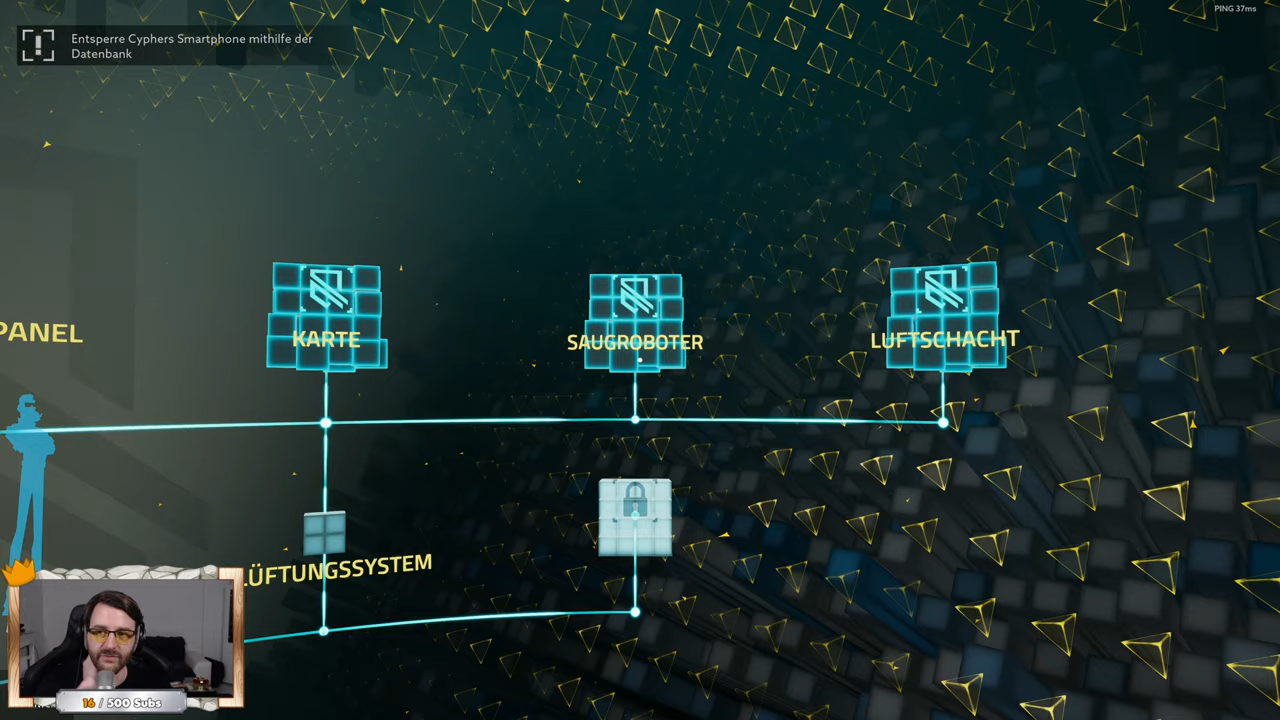 PING 37ms
Entsperre Cyphers Smartphone mithilfe der
Datenbank
PANEL
KARTE
SAUGROBOTER
LUFTSCHACHT
LÜFTUNGSSYSTEM
16 / 500 Subs